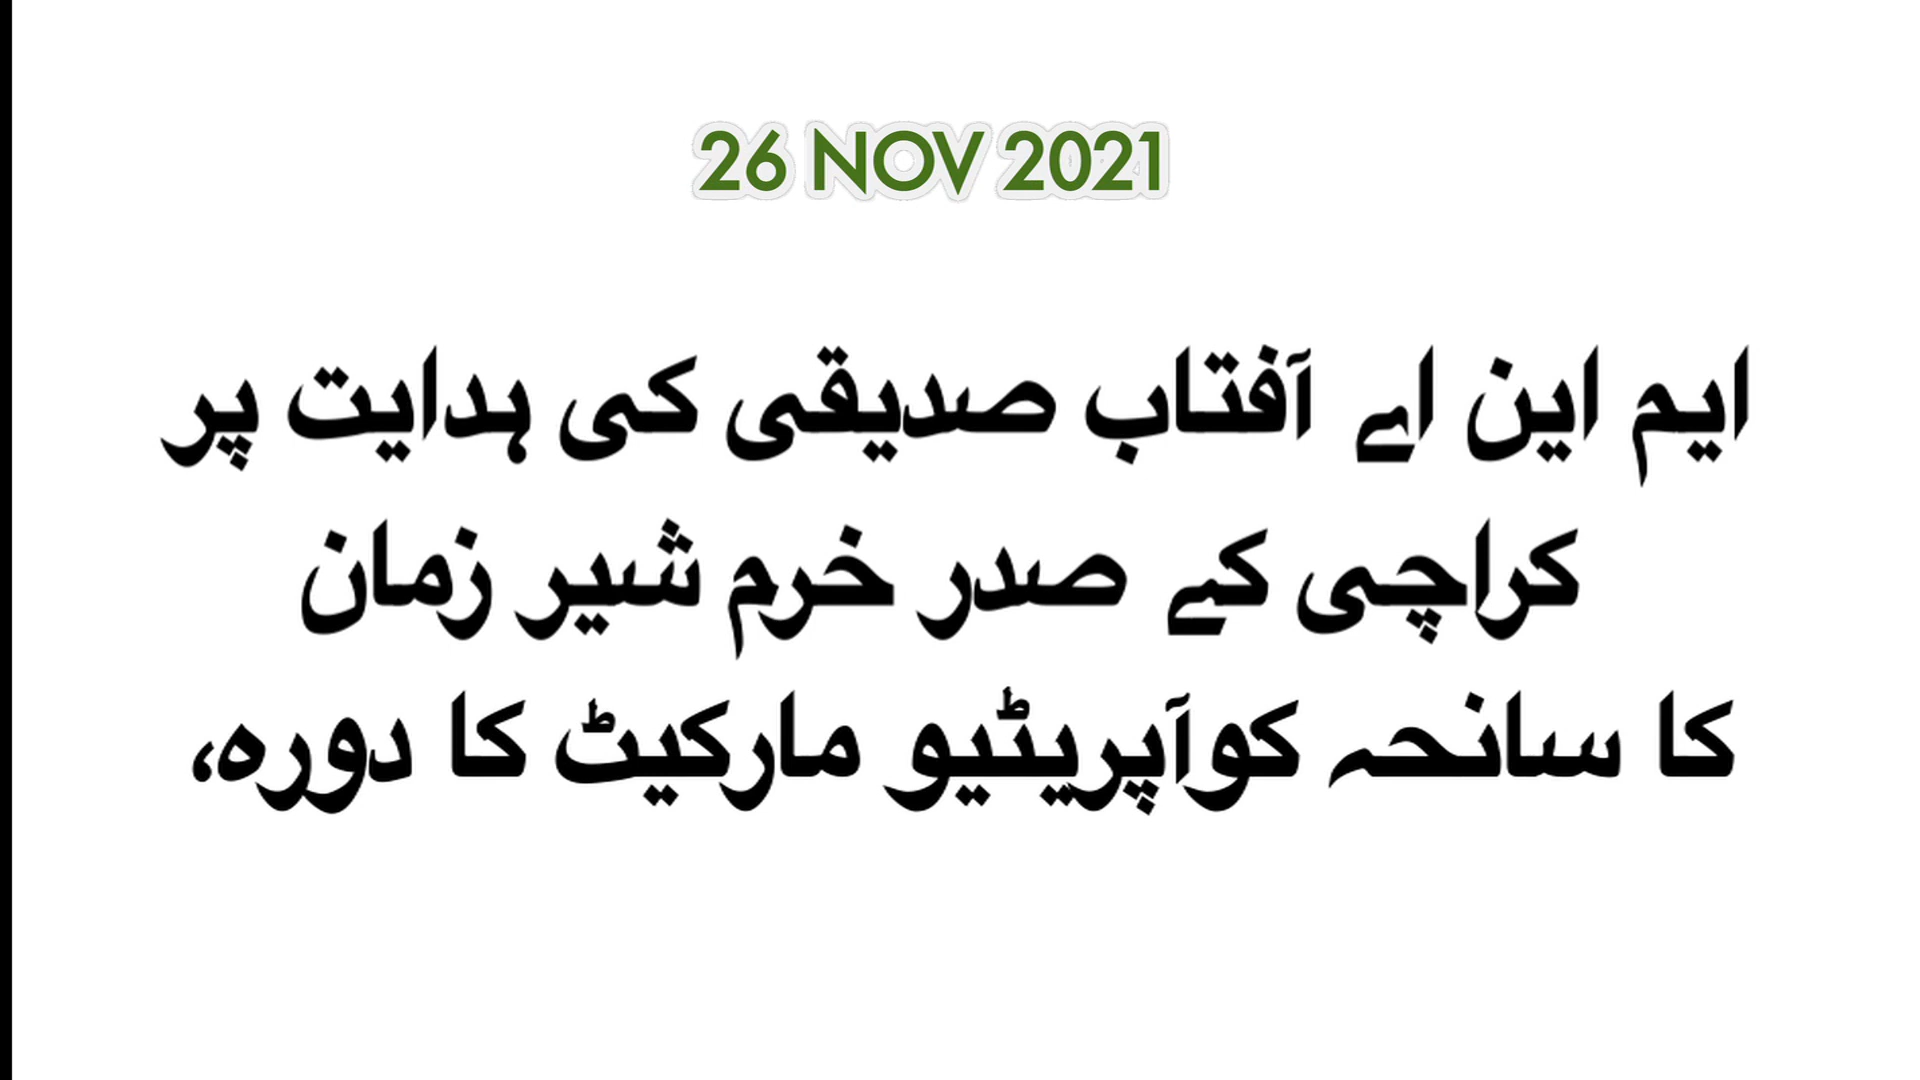 26 NOV 2021
ایم این اے آفتاب صدیقی کی ہدایت پر
کراچی کے صدر خرم شیر زمان
کا سانحہ کوآپریٹیو مارکیٹ کا دورہ،